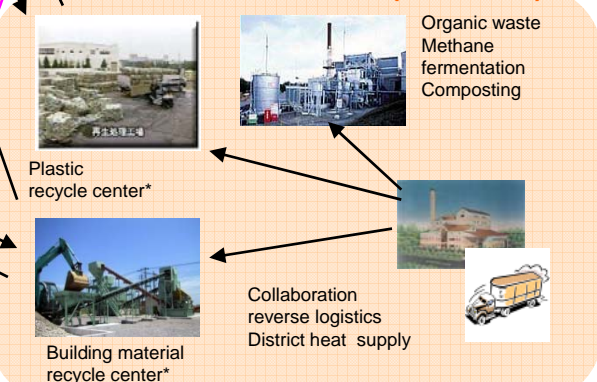 Organic waste
Methane
fermentation
Composting
再生処理工場
Plastic
recycle center*
Collaboration
reverse logistics
District heat supply
Building material
recycle center*